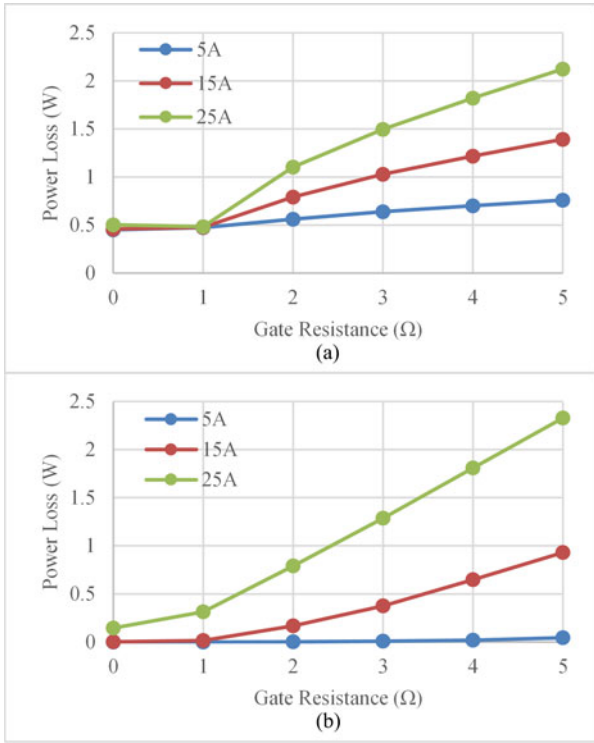 2.5
5A
2
15A
25A
1.5
1
0.5
0
Power Loss (W)
0 1 2 3 4 5
Gate Resistance (Ω)
(a)
2.5
5A
2
15A
25A
1.5
1
0.5
0
Power Loss (W)
0 1 2 3 4 5
Gate Resistance (Ω)
(b)